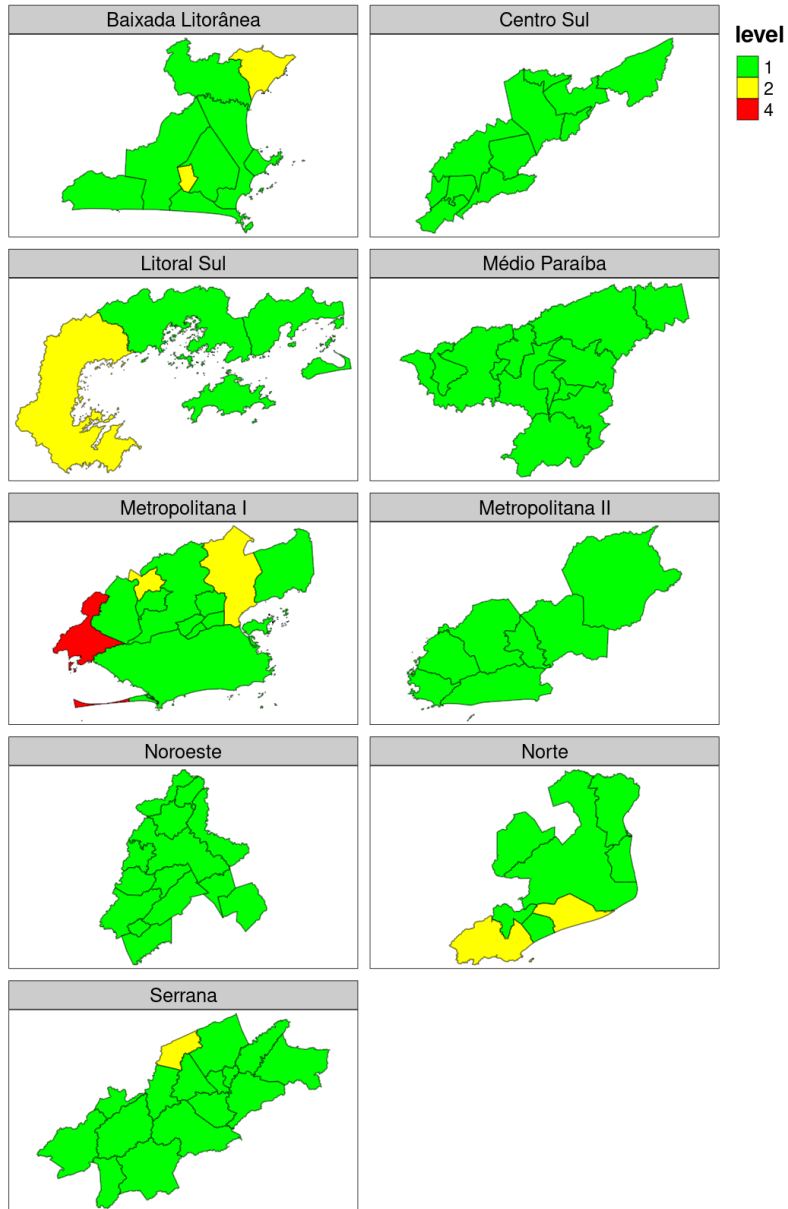 Baixada Litorânea
Centro Sul
level
1
2
4
Litoral Sul
Médio Paraíba
Metropolitana I
Metropolitana II
Noroeste
Norte
Serrana